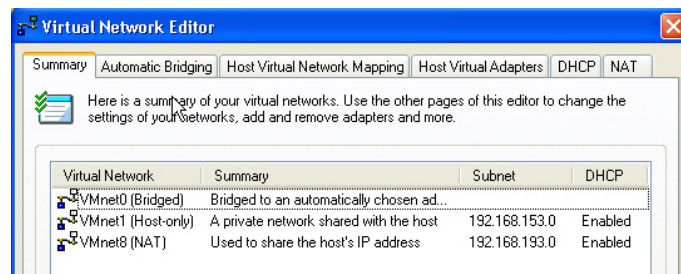 Virtual Network Editor
Summary Automatic Bridging Host Virtual Network Mapping Host Virtual Adapters DHCP NAT
Here is a summary of your virtual networks. Use the other pages of this editor to change the
settings of your networks, add and remove adapters and more.
Virtual Network Summary Subnet DHCP
VMnet0 (Bridged) Bridged to an automatically chosen ad...
VMnet1 (Host-only) A private network shared with the host 192.168.153.0 Enabled
VMnet8 (NAT) Used to share the host's IP address 192.168.193.0 Enabled